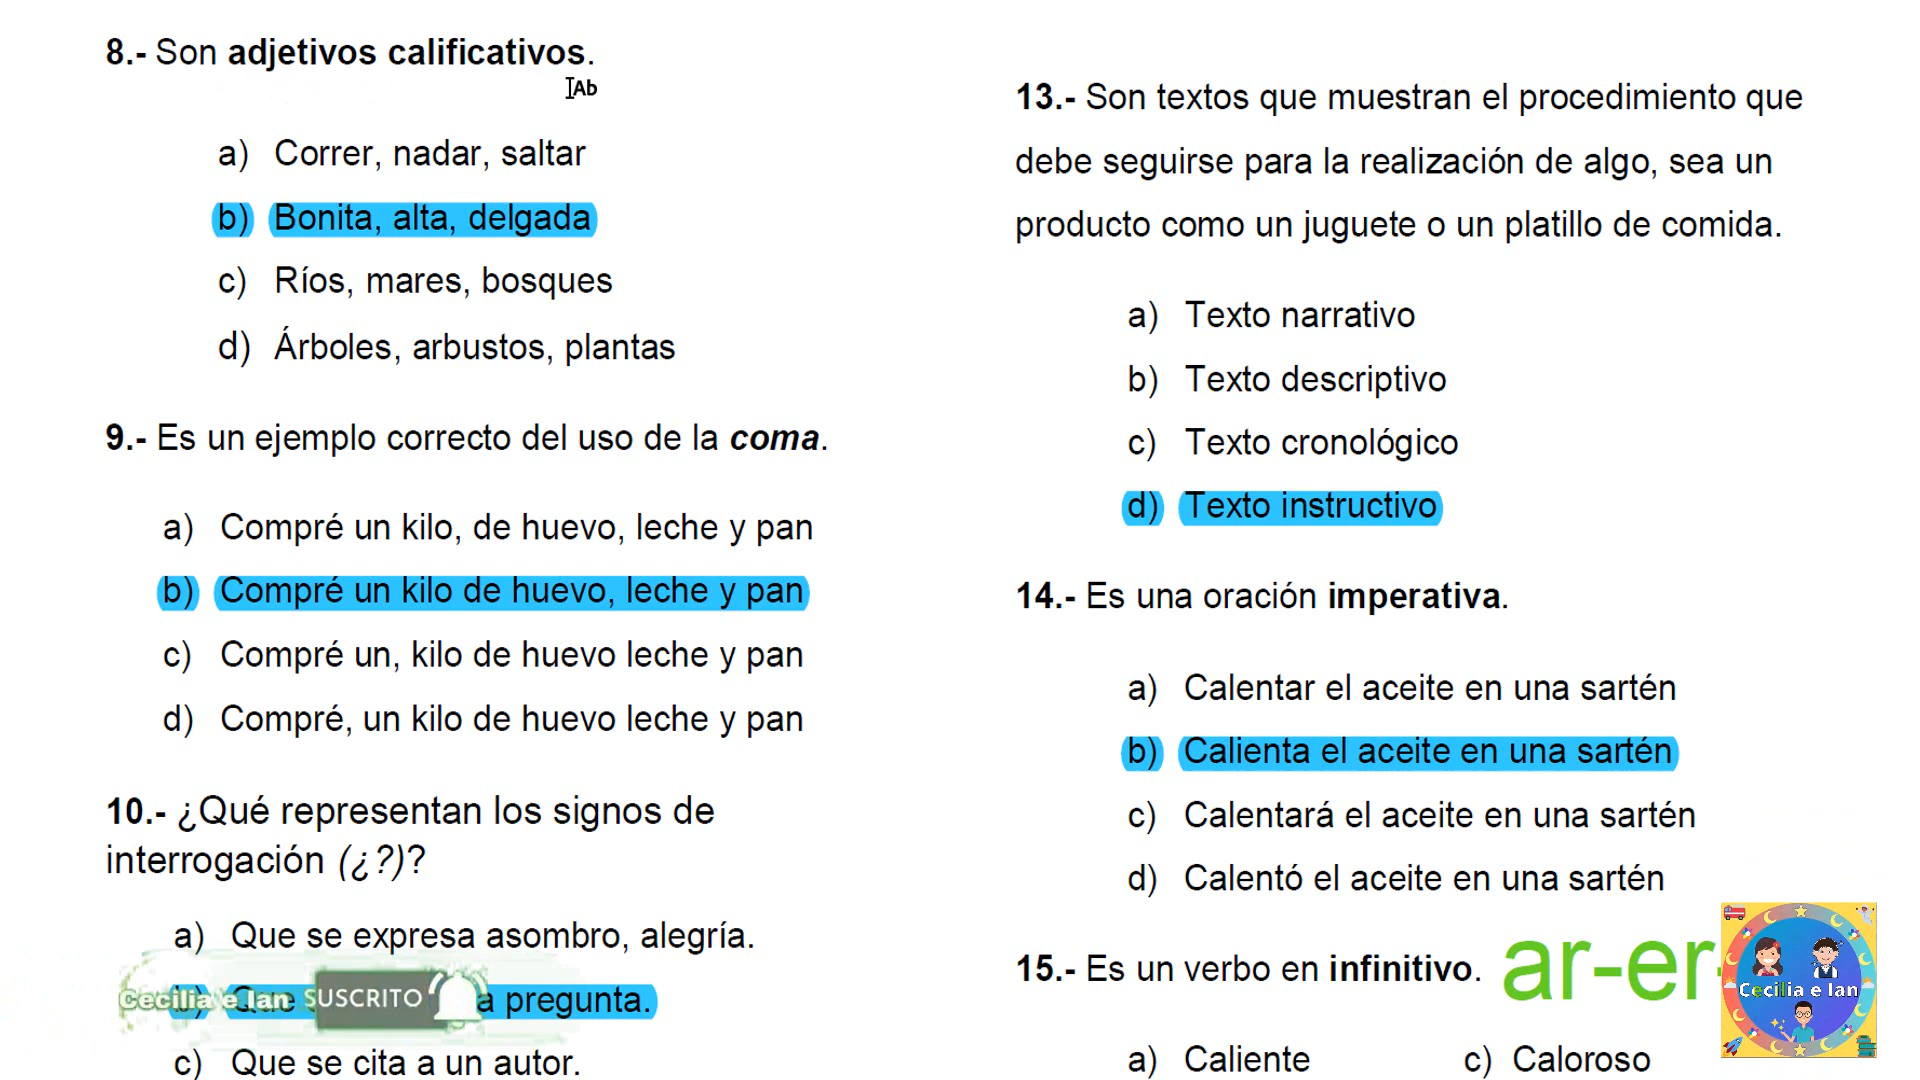 8.- Son adjetivos calificativos.
Ab
a) Correr, nadar, saltar
b) Bonita, alta, delgada
c) Ríos, mares, bosques
d) Árboles, arbustos, plantas
9.- Es un ejemplo correcto del uso de la coma.
a) Compré un kilo, de huevo, leche y pan
b) Compré un kilo de huevo, leche y pan
c) Compré un, kilo de huevo leche y pan
d) Compré, un kilo de huevo leche y pan
10.- ¿Qué representan los signos de
interrogación (¿?)?
a) Que se expresa asombro, alegría.
b) Que a pregunta.
Cecilia e Ian SUSCRITO
c) Que se cita a un autor.
13.- Son textos que muestran el procedimiento que
debe seguirse para la realización de algo, sea un
producto como un juguete o un platillo de comida.
a) Texto narrativo
b) Texto descriptivo
c) Texto cronológico
d) Texto instructivo
14.- Es una oración imperativa.
a) Calentar el aceite en una sartén
b) Calienta el aceite en una sartén
c) Calentará el aceite en una sartén
d) Calentó el aceite en una sartén
15.- Es un verbo en infinitivo. ar-er-
Cecilia e Ian
a) Caliente c) Caloroso